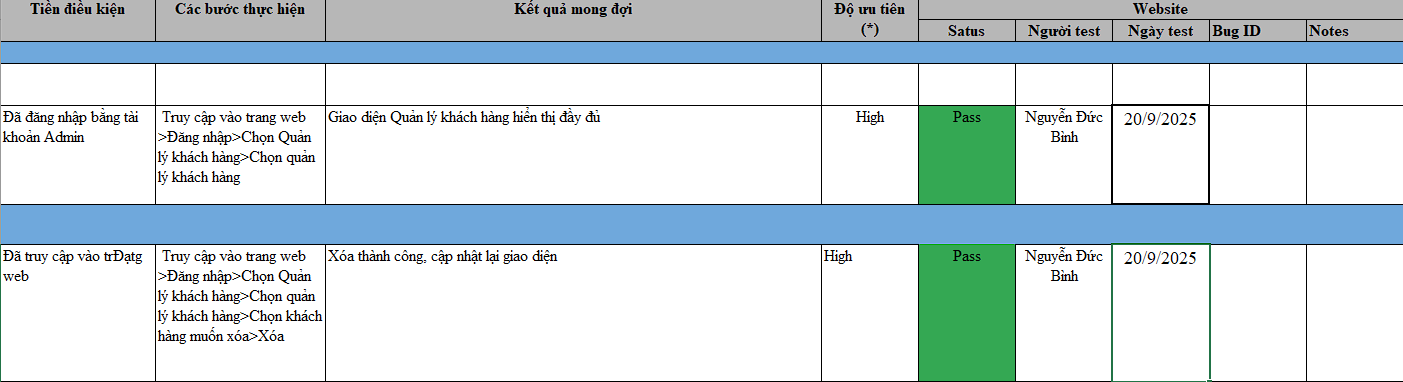 Tiền điều kiện Các bước thực hiện Kết quả mong đợi Độ ưu tiên Website
(*) Satus Người test Ngày test Bug ID Notes
Đã đăng nhập bằng tài Truy cập vào trang web Giao diện Quản lý khách hàng hiển thị đầy đủ High Pass Nguyễn Đức 20/9/2025
khoản Admin >Đăng nhập>Chọn Quản Bình
lý khách hàng>Chọn quản
lý khách hàng
Đã truy cập vào trĐạtg Truy cập vào trang web Xóa thành công, cập nhật lại giao diện High Pass Nguyễn Đức 20/9/2025
web >Đăng nhập>Chọn Quản Bình
lý khách hàng>Chọn quản
lý khách hàng>Chọn khách
hàng muốn xóa>Xóa